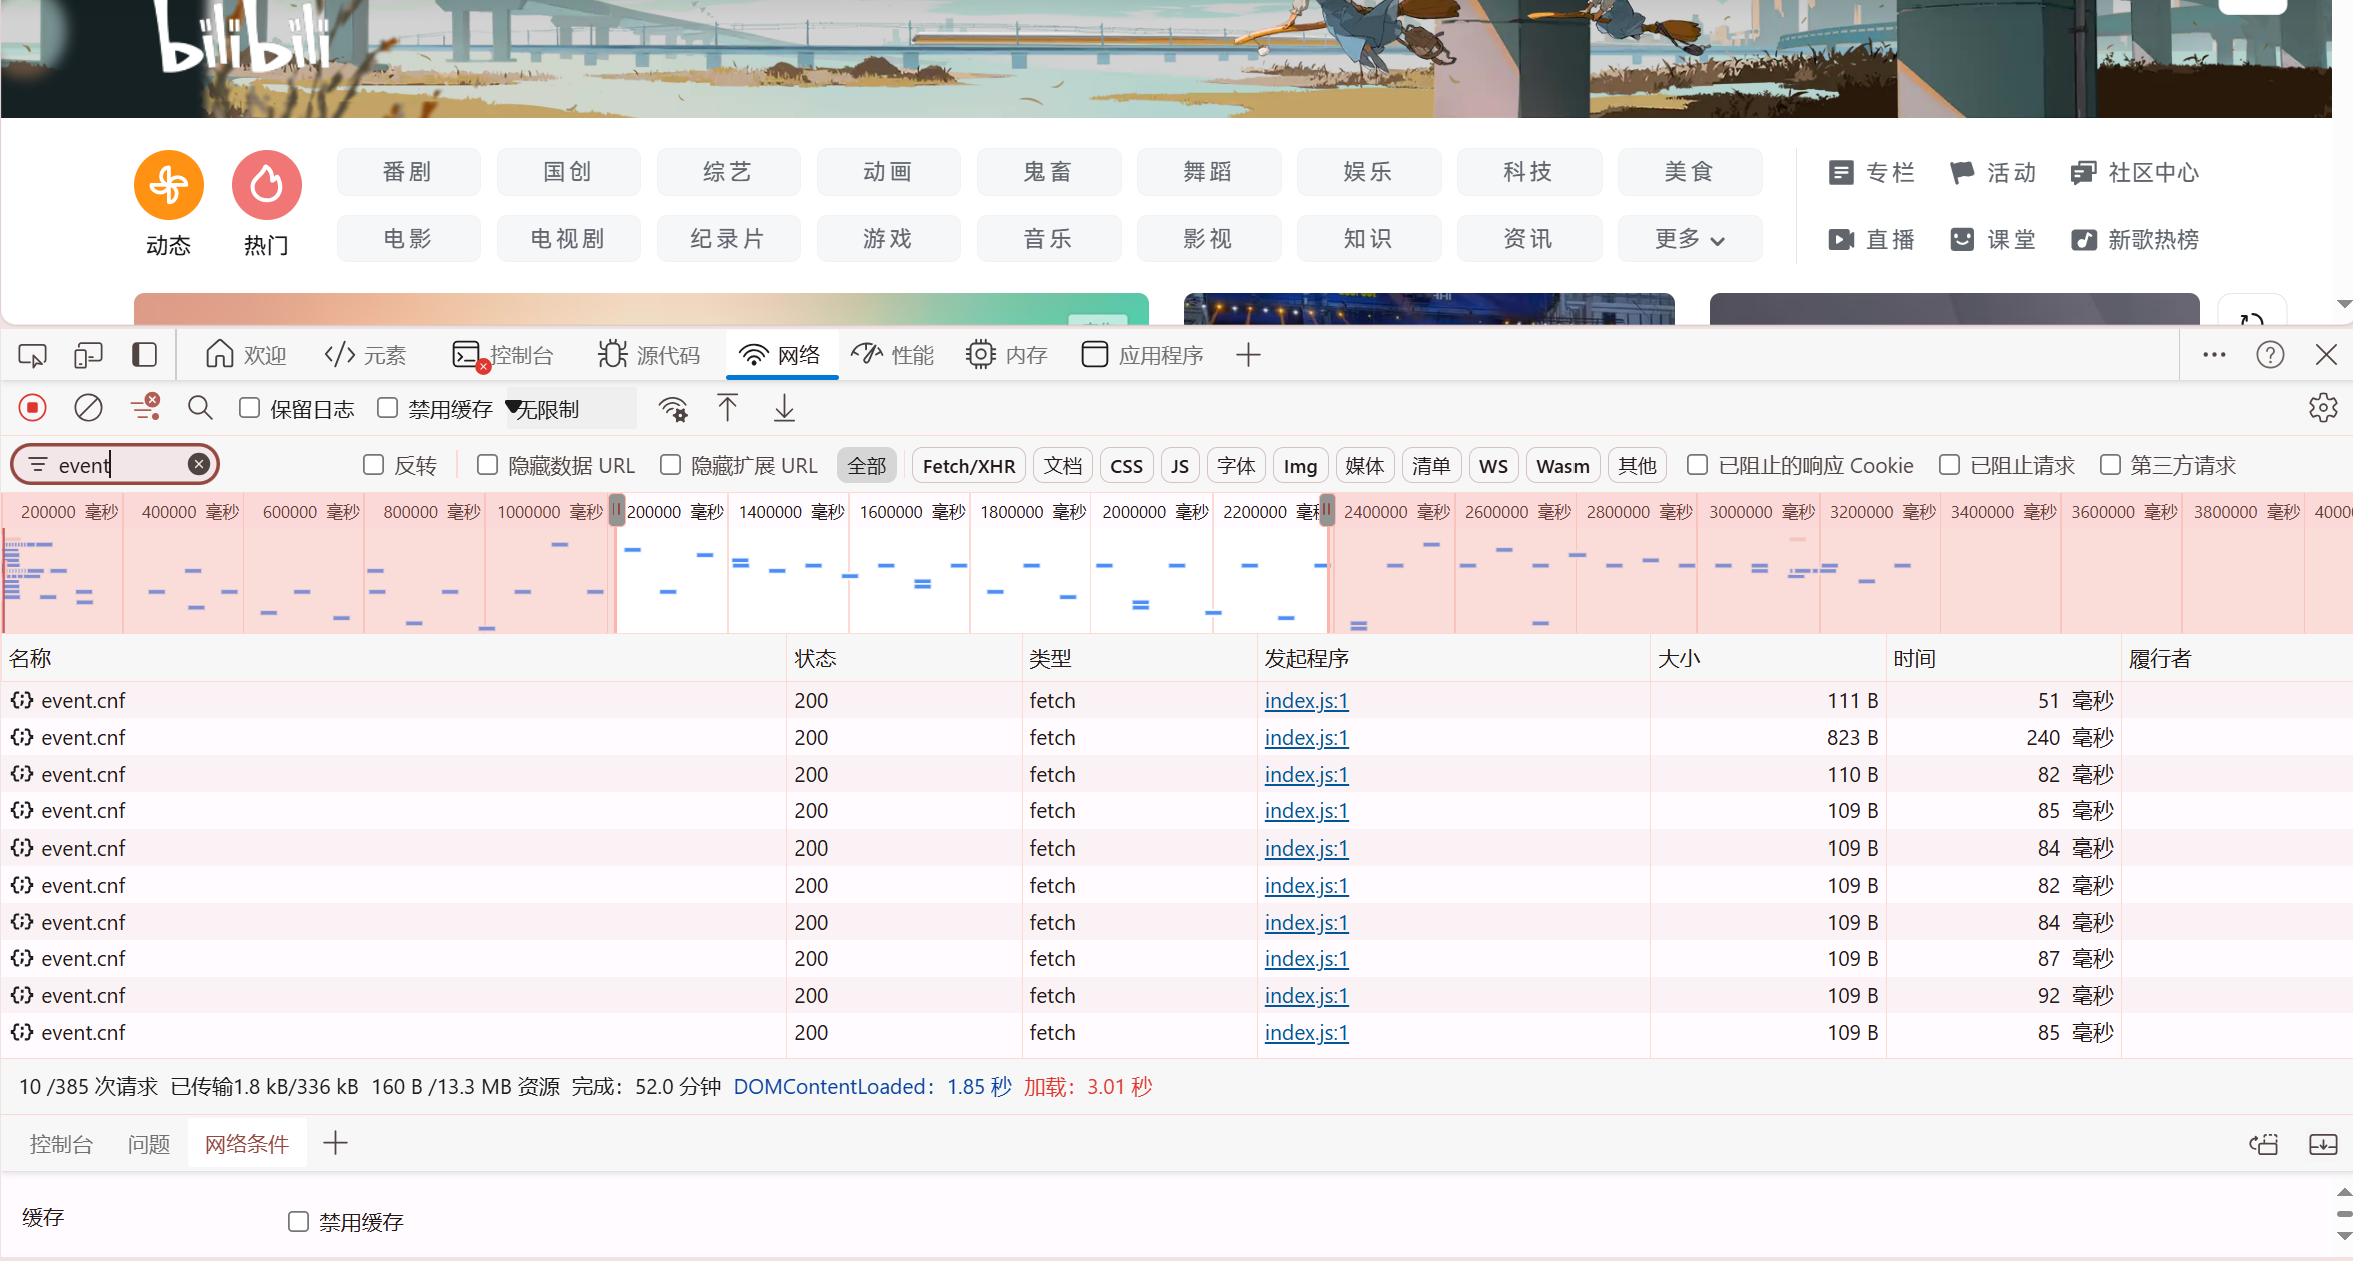 bilibili
番剧 国创 综艺 动画 鬼畜 舞蹈 娱乐 科技 美食 专栏 活动 社区中心
动态 热门 电影 电视剧 纪录片 游戏 音乐 影视 知识 资讯 更多 直播 课堂 新歌热榜
欢迎 元素 控制台 源代码 网络 性能 内存 应用程序
保留日志 禁用缓存 无限制
event 反转 隐藏数据 URL 隐藏扩展 URL 全部 Fetch/XHR 文档 CSS JS 字体 Img 媒体 清单 WS Wasm 其他 已阻止的响应 Cookie 已阻止请求 第三方请求
200000 毫秒 400000 毫秒 600000 毫秒 800000 毫秒 1000000 毫秒 200000 毫秒 1400000 毫秒 1600000 毫秒 1800000 毫秒 2000000 毫秒 2200000 毫秒 2400000 毫秒 2600000 毫秒 2800000 毫秒 3000000 毫秒 3200000 毫秒 3400000 毫秒 3600000 毫秒 3800000 毫秒 4000
名称 状态 类型 发起程序 大小 时间 履行者
event.cnf 200 fetch index.js:1 111 B 51 毫秒
event.cnf 200 fetch index.js:1 823 B 240 毫秒
event.cnf 200 fetch index.js:1 110 B 82 毫秒
event.cnf 200 fetch index.js:1 109 B 85 毫秒
event.cnf 200 fetch index.js:1 109 B 84 毫秒
event.cnf 200 fetch index.js:1 109 B 82 毫秒
event.cnf 200 fetch index.js:1 109 B 84 毫秒
event.cnf 200 fetch index.js:1 109 B 87 毫秒
event.cnf 200 fetch index.js:1 109 B 92 毫秒
event.cnf 200 fetch index.js:1 109 B 85 毫秒
10 /385 次请求 已传输1.8 kB/336 kB 160 B /13.3 MB 资源 完成：52.0 分钟 DOMContentLoaded：1.85 秒 加载：3.01 秒
控制台 问题 网络条件
缓存 禁用缓存